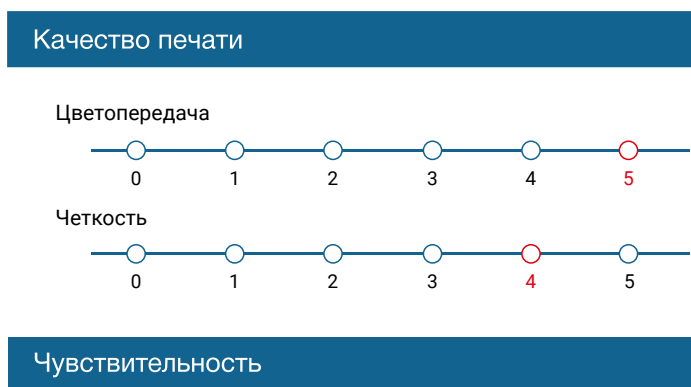 Качество печати
Цветопередача
0 1 2 3 4 5
Четкость
0 1 2 3 4 5
Чувствительность